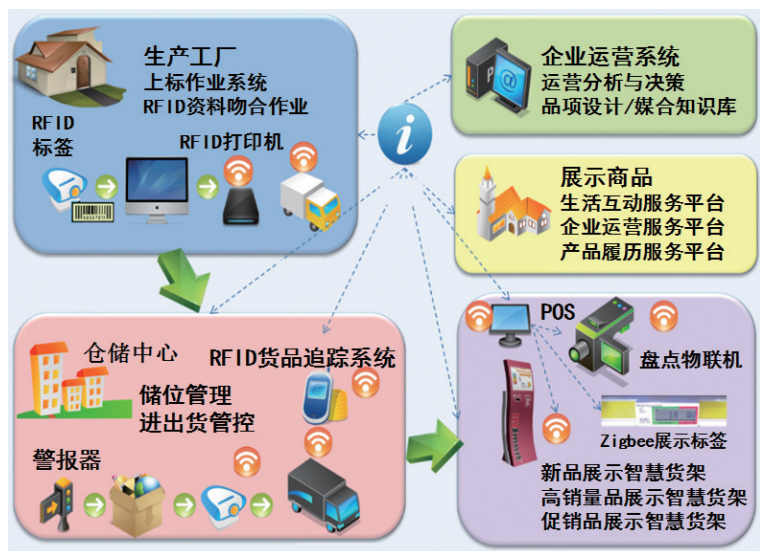 生产工厂
上标作业系统
RFID资料吻合作业
RFID
标签
RFID打印机
企业运营系统
运营分析与决策
品项设计/媒合知识库
展示商品
生活互动服务平台
企业运营服务平台
产品履历服务平台
仓储中心
RFID货品追踪系统
储位管理
进出货管控
警报器
POS
盘点物联机
Zigbee展示标签
新品展示智慧货架
高销量品展示智慧货架
促销品展示智慧货架